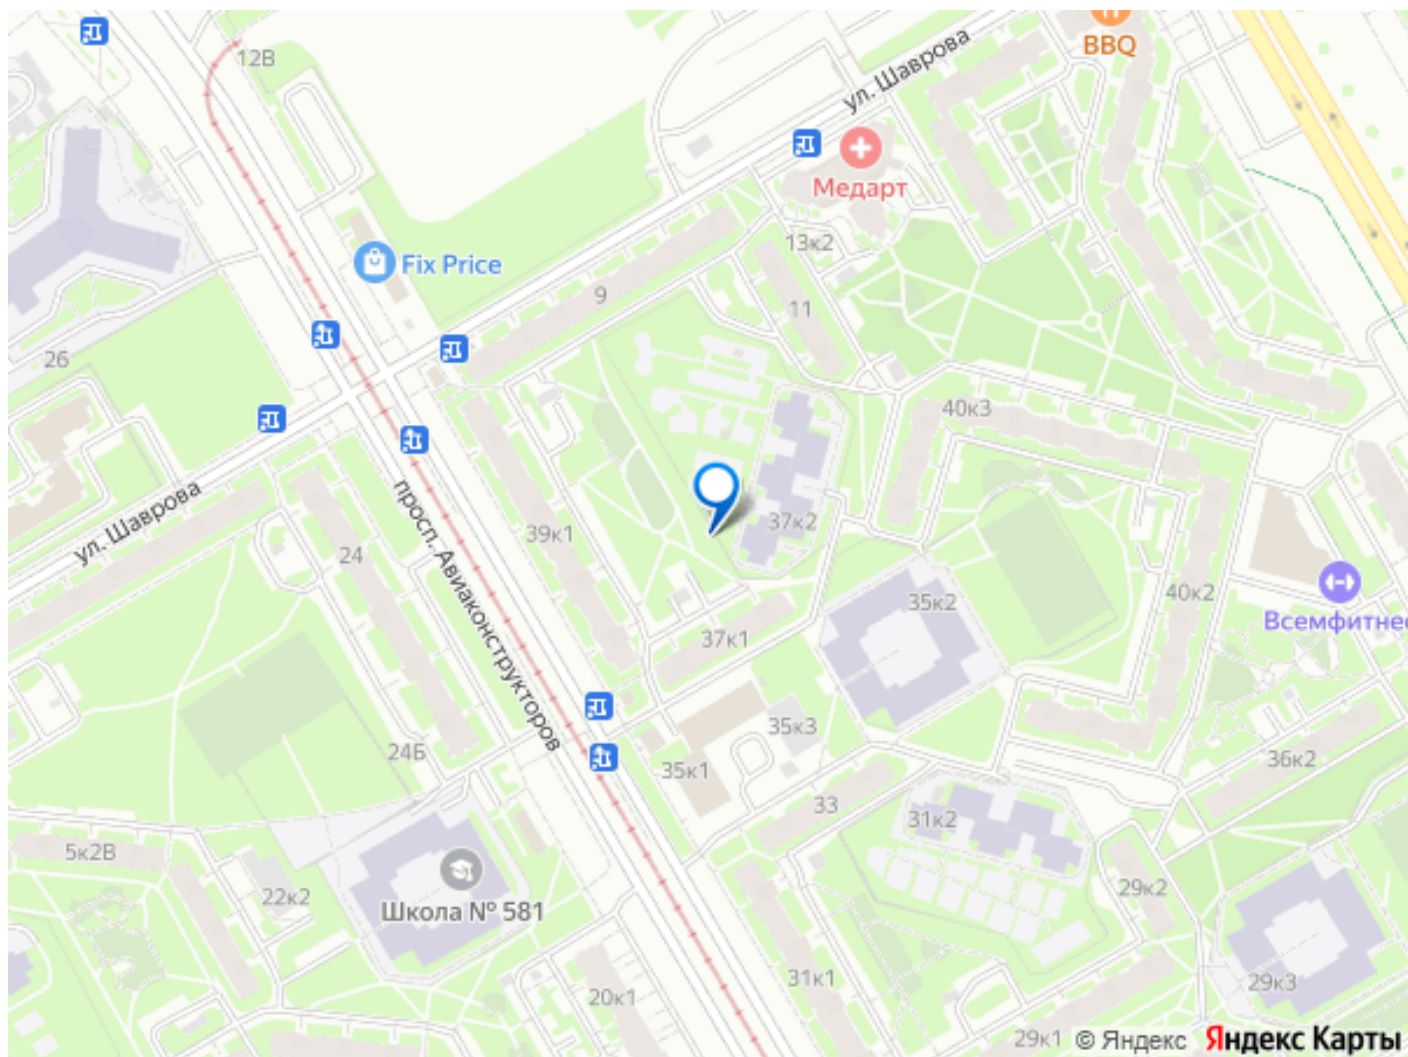 12В
ул. Шаврова
BBQ
Медарт
Fix Price
13к2
9
11
26
40к3
ул. Шаврова
просп. Авиаконструкторов
24
39к1
37к2
35к2
40к2
Всемфитнес
37к1
35к3
24Б
35к1
36к2
33
31к2
5к2В
22к2
Школа № 581
29к2
31к1
20к1
29к3
29к1
© Яндекс Яндекс Карты